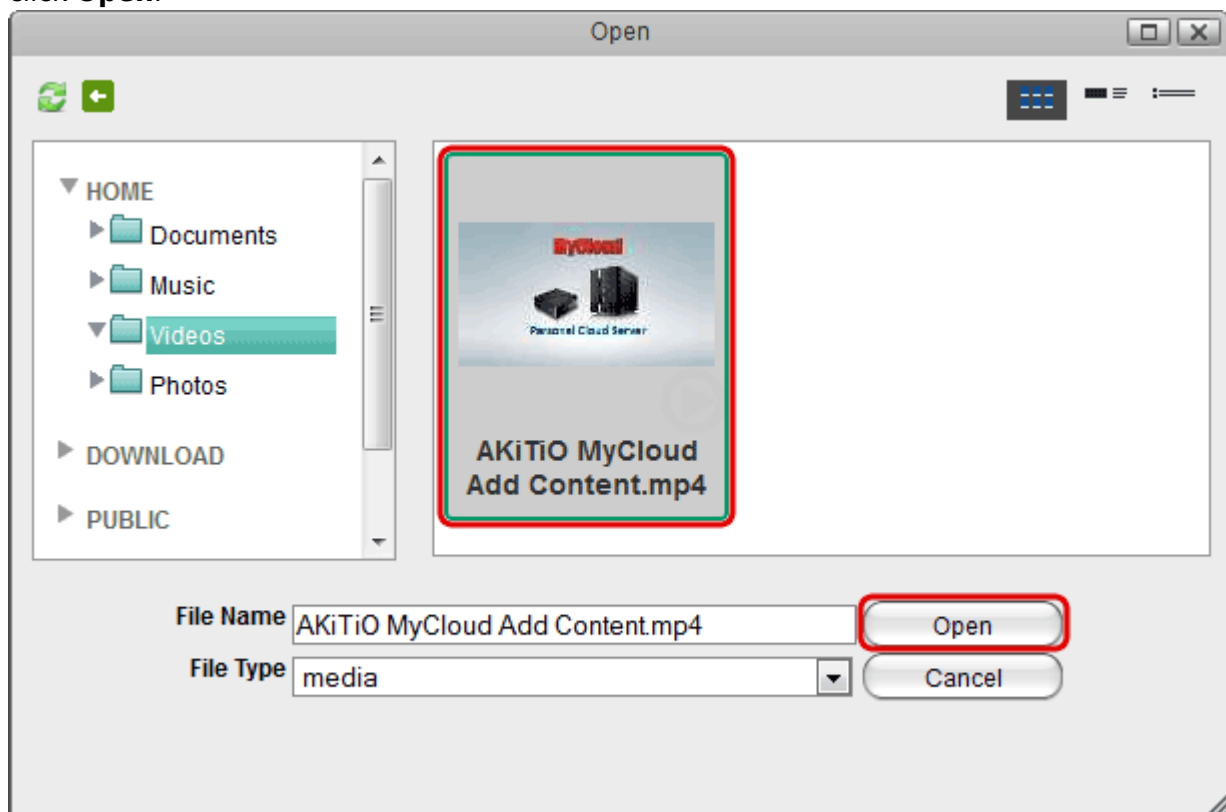 click Open.
Open
HOME
Documents
Music
Videos
Photos
DOWNLOAD
PUBLIC
MyCloud
Personal Cloud Server
AKiTiO MyCloud
Add Content.mp4
File Name AKiTiO MyCloud Add Content.mp4 Open
File Type media Cancel